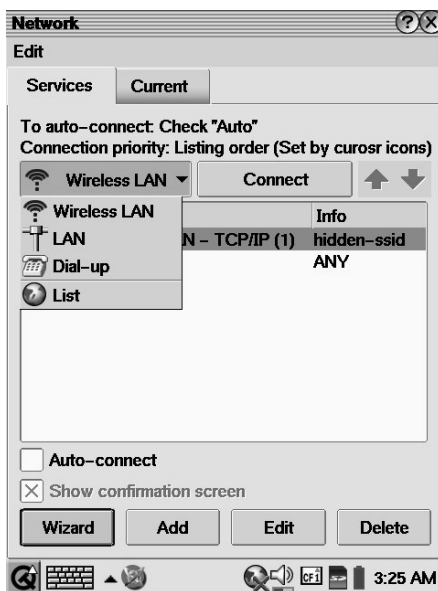 Network
Edit
Services Current
To auto-connect: Check "Auto"
Connection priority: Listing order (Set by curosr icons)
Wireless LAN Connect
Wireless LAN
LAN
Dial-up
List
Info
N - TCP/IP (1) hidden-ssid
ANY
Auto-connect
Show confirmation screen
Wizard Add Edit Delete
CF1 3:25 AM